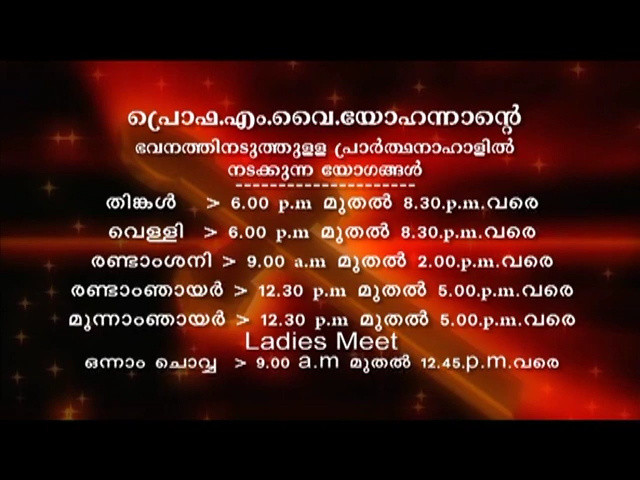 പ്രൊഫ.എം.വൈ.യോഹന്നാന്റെ
ഭവനത്തിനടുത്തുള്ള പ്രാർത്ഥനാഹാളിൽ
നടക്കുന്ന യോഗങ്ങൾ
---------------------
തിങ്കൾ > 6.00 p.m മുതൽ 8.30.p.m.വരെ
വെള്ളി > 6.00 p.m മുതൽ 8.30.p.m.വരെ
രണ്ടാംശനി > 9.00 a.m മുതൽ 2.00.p.m.വരെ
രണ്ടാംഞായർ > 12.30 p.m മുതൽ 5.00.p.m.വരെ
മൂന്നാംഞായർ > 12.30 p.m മുതൽ 5.00.p.m.വരെ
Ladies Meet
ഒന്നാം ചൊവ്വ > 9.00 a.m മുതൽ 12.45.p.m.വരെ